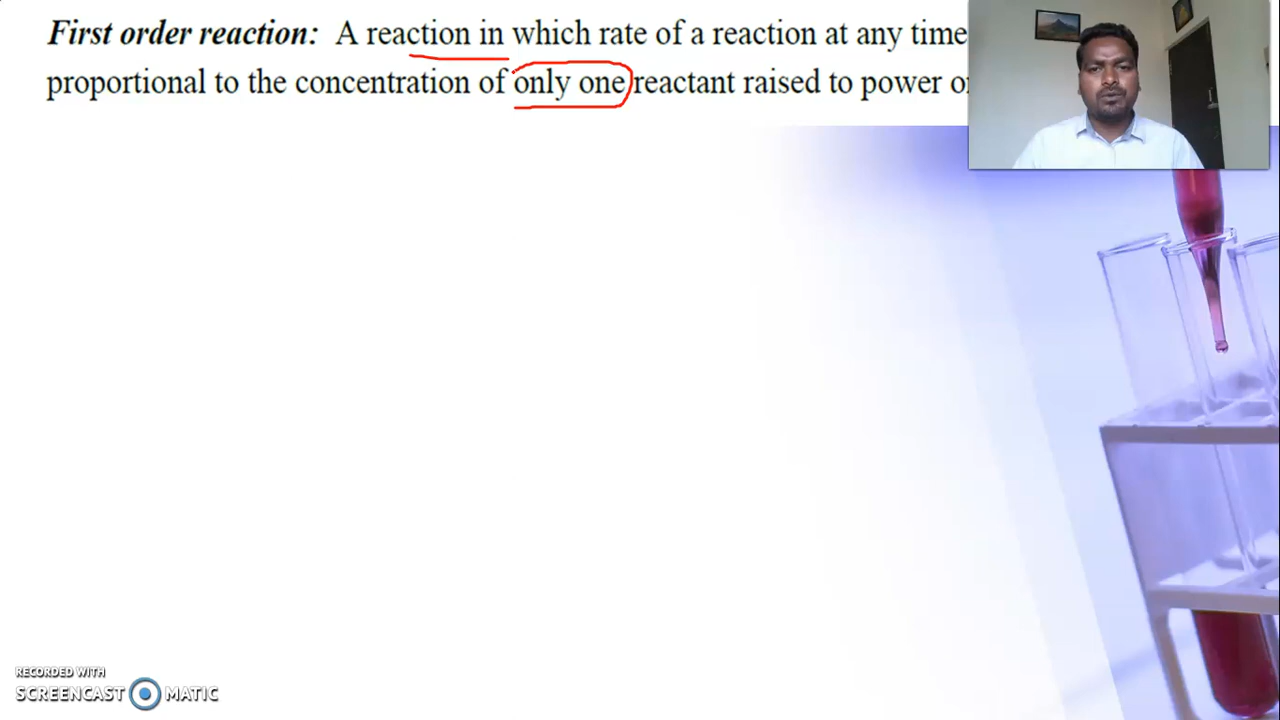 First order reaction: A reaction in which rate of a reaction at any time
proportional to the concentration of only one reactant raised to power
RECORDED WITH
SCREENCAST MATIC